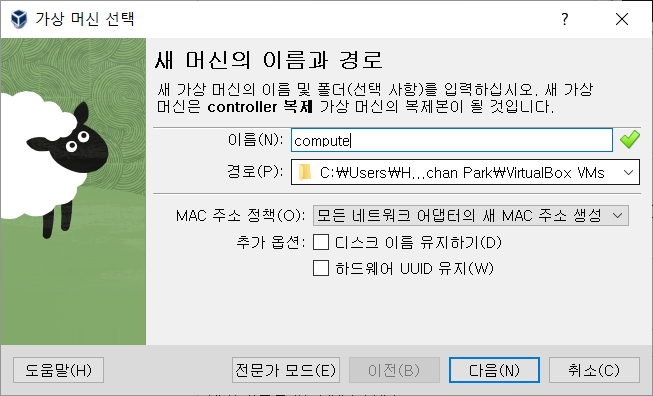 가상 머신 선택
새 머신의 이름과 경로
새 가상 머신의 이름 및 폴더(선택 사항)를 입력하십시오. 새 가상
머신은 controller 복제 가상 머신의 복제본이 될 것입니다.
이름(N): compute
경로(P): C:₩Users₩H...chan Park₩VirtualBox VMs
MAC 주소 정책(O): 모든 네트워크 어댑터의 새 MAC 주소 생성
추가 옵션: 디스크 이름 유지하기(D)
하드웨어 UUID 유지(W)
도움말(H) 전문가 모드(E) 이전(B) 다음(N) 취소(C)